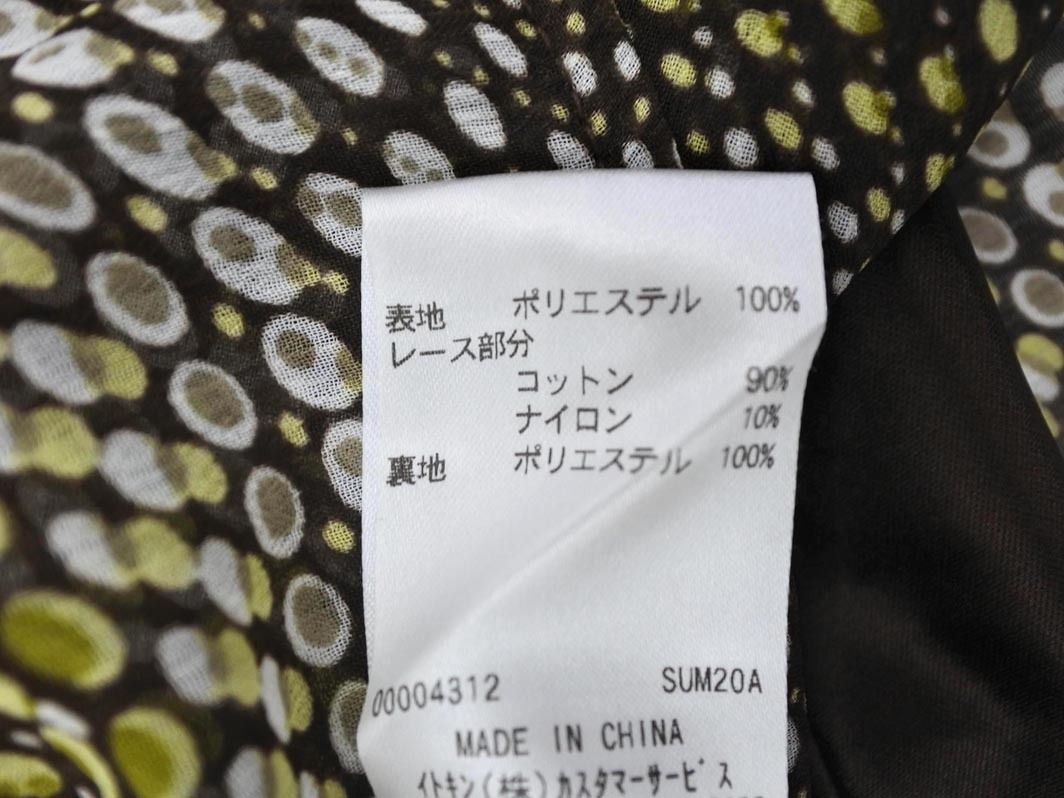 表地 ポリエステル 100%
レース部分
コットン 90%
ナイロン 10%
裏地 ポリエステル 100%
00004312 SUM20A
MADE IN CHINA
イトキン(株)カスタマーサービス